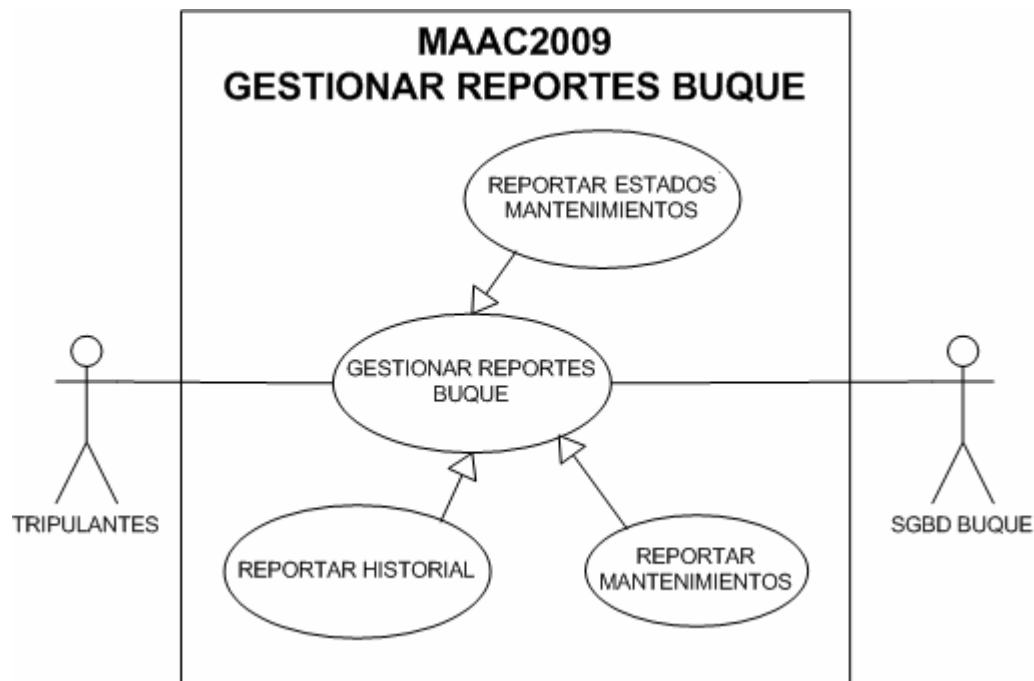 MAAC2009
GESTIONAR REPORTES BUQUE
REPORTAR ESTADOS
MANTENIMIENTOS
GESTIONAR REPORTES
BUQUE
TRIPULANTES
SGBD BUQUE
REPORTAR HISTORIAL
REPORTAR
MANTENIMIENTOS